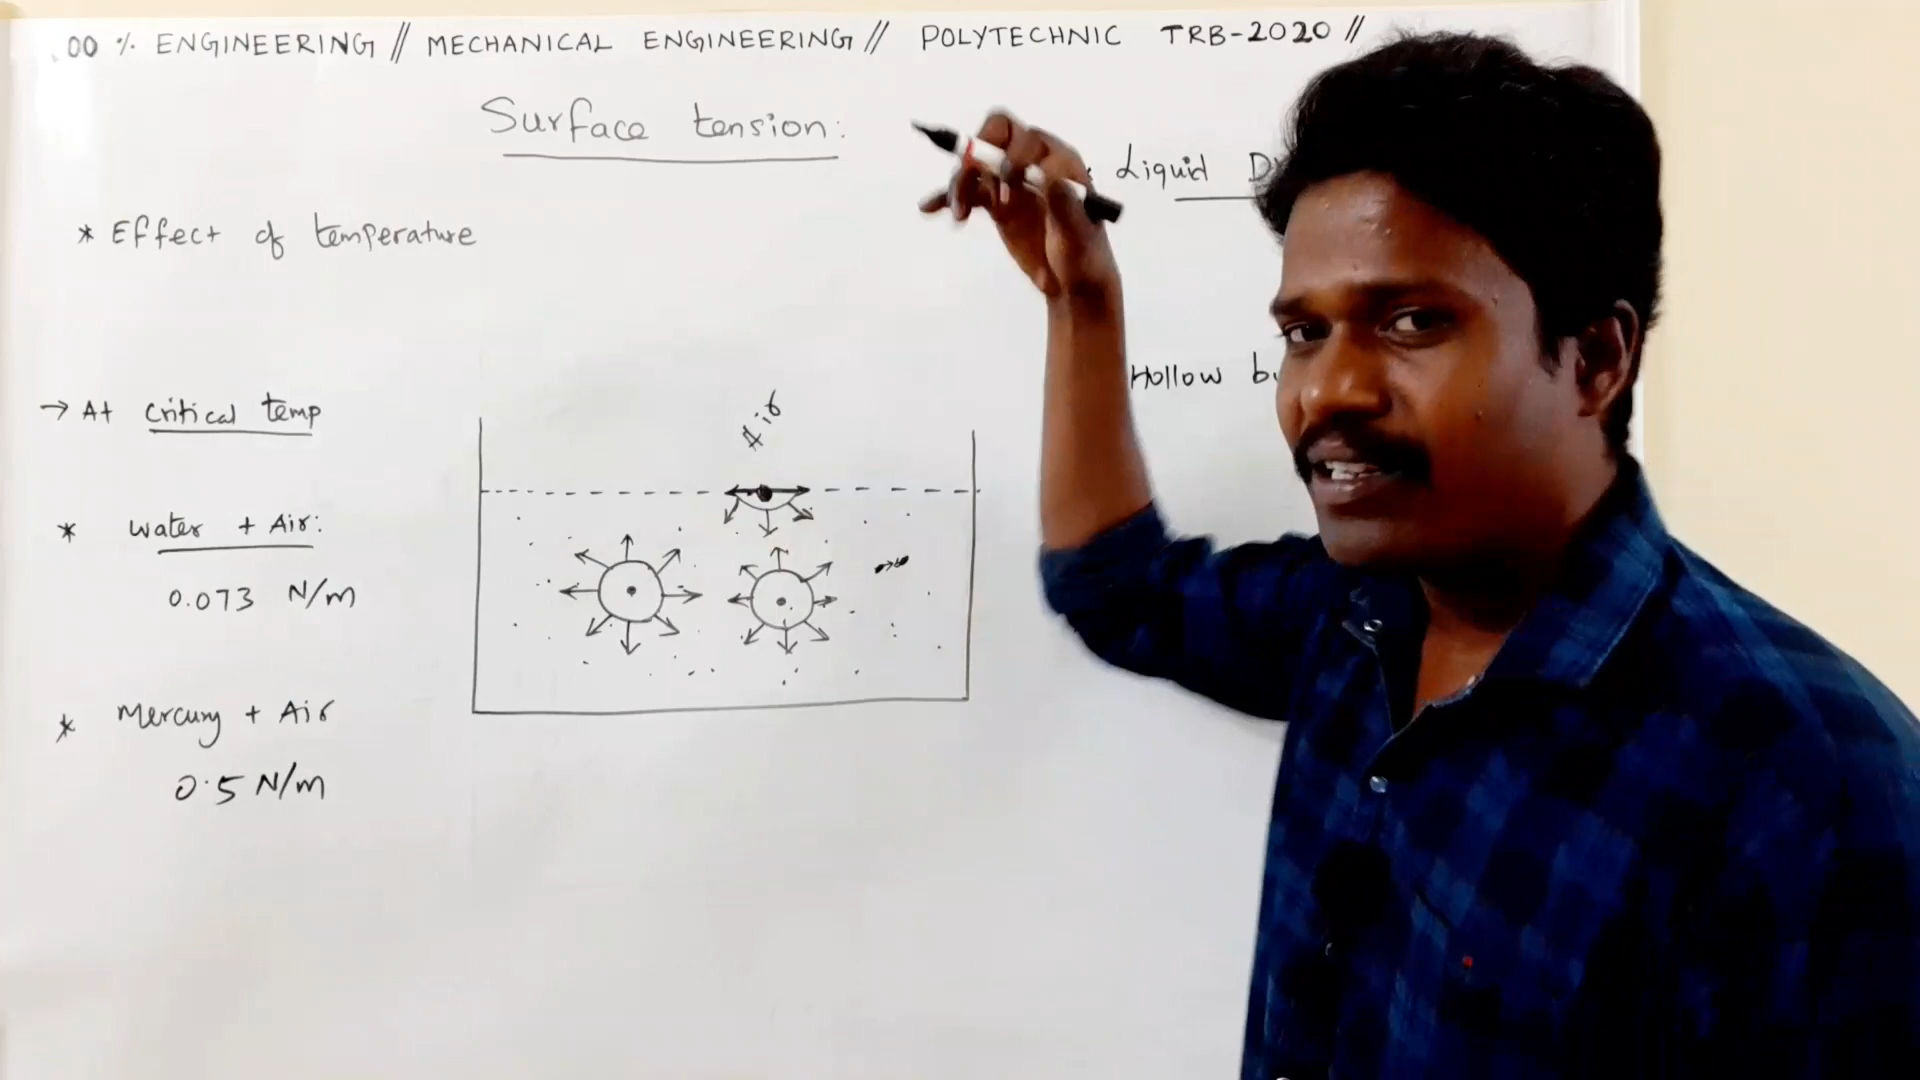 00 % ENGINEERING // MECHANICAL ENGINEERING // POLYTECHNIC TRB-2020 //
Surface tension:
* Effect of temperature
→ At critical temp
* water + Air:
0.073 N/m
* Mercury + Air
0.5 N/m
Air
Liquid
Hollow